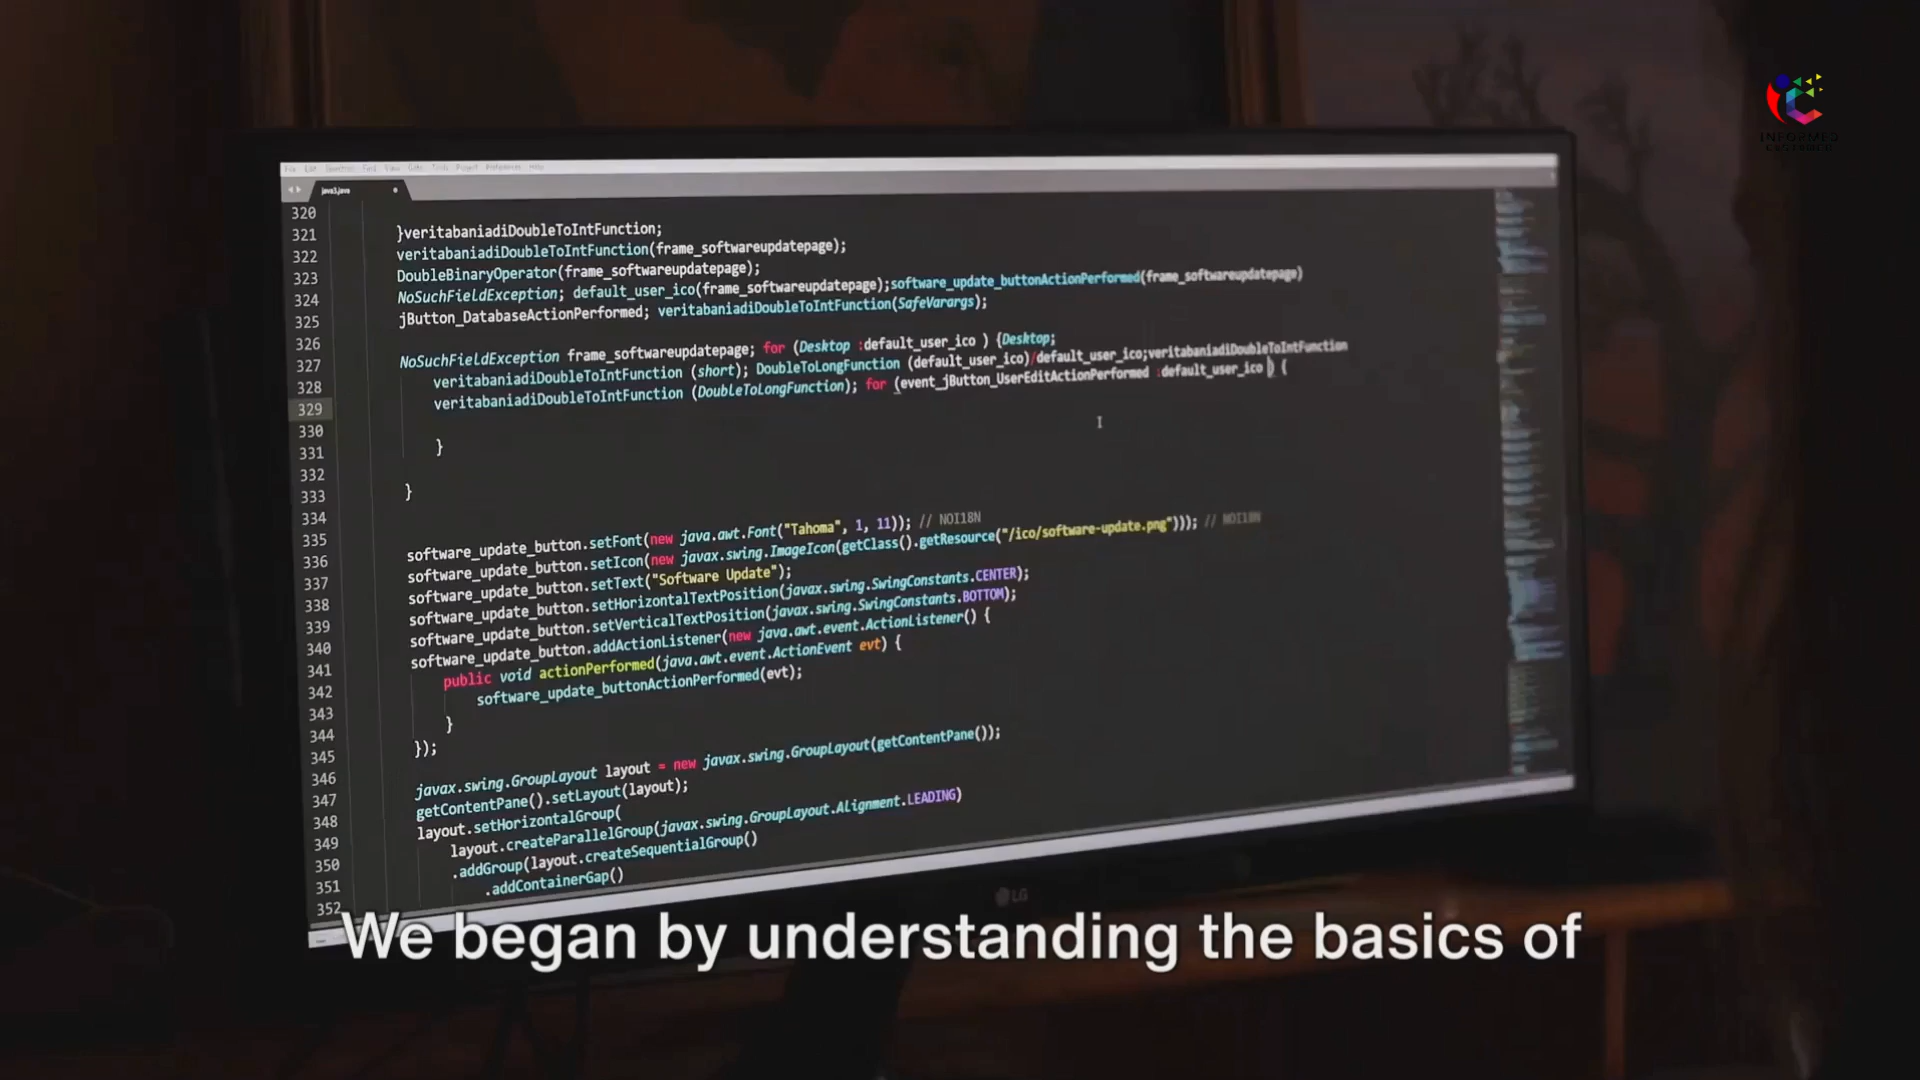 java3.java
320
321 }veritabaniadiDoubleToIntFunction;
322 veritabaniadiDoubleToIntFunction(frame_softwareupdatepage);
323 DoubleBinaryOperator(frame_softwareupdatepage);
324 NoSuchFieldException; default_user_ico(frame_softwareupdatepage);software_update_buttonActionPerformed(frame_softwareupdatepage)
325 jButton_DatabaseActionPerformed; veritabaniadiDoubleToIntFunction(SafeVarargs);
326
327 NoSuchFieldException frame_softwareupdatepage; for (Desktop :default_user_ico ) {Desktop;
328 veritabaniadiDoubleToIntFunction (short); DoubleToLongFunction (default_user_ico)/default_user_ico;veritabaniadiDoubleToIntFunction
329 veritabaniadiDoubleToIntFunction (DoubleToLongFunction); for (event_jButton_UserEditActionPerformed :default_user_ico ) {
330
331 }
332
333 }
334
335
336 software_update_button.setFont(new java.awt.Font("Tahoma", 1, 11)); // NOI18N
337 software_update_button.setIcon(new javax.swing.ImageIcon(getClass().getResource("/ico/software-update.png"))); // NOI18N
338 software_update_button.setText("Software Update");
339 software_update_button.setHorizontalTextPosition(javax.swing.SwingConstants.CENTER);
340 software_update_button.setVerticalTextPosition(javax.swing.SwingConstants.BOTTOM);
341 software_update_button.addActionListener(new java.awt.event.ActionListener() {
342 public void actionPerformed(java.awt.event.ActionEvent evt) {
343 software_update_buttonActionPerformed(evt);
344 }
345 });
346
347 javax.swing.GroupLayout layout = new javax.swing.GroupLayout(getContentPane());
348 getContentPane().setLayout(layout);
349 layout.setHorizontalGroup(
350 layout.createParallelGroup(javax.swing.GroupLayout.Alignment.LEADING)
351 .addGroup(layout.createSequentialGroup()
352 .addContainerGap()
LG
We began by understanding the basics of
INFORMED